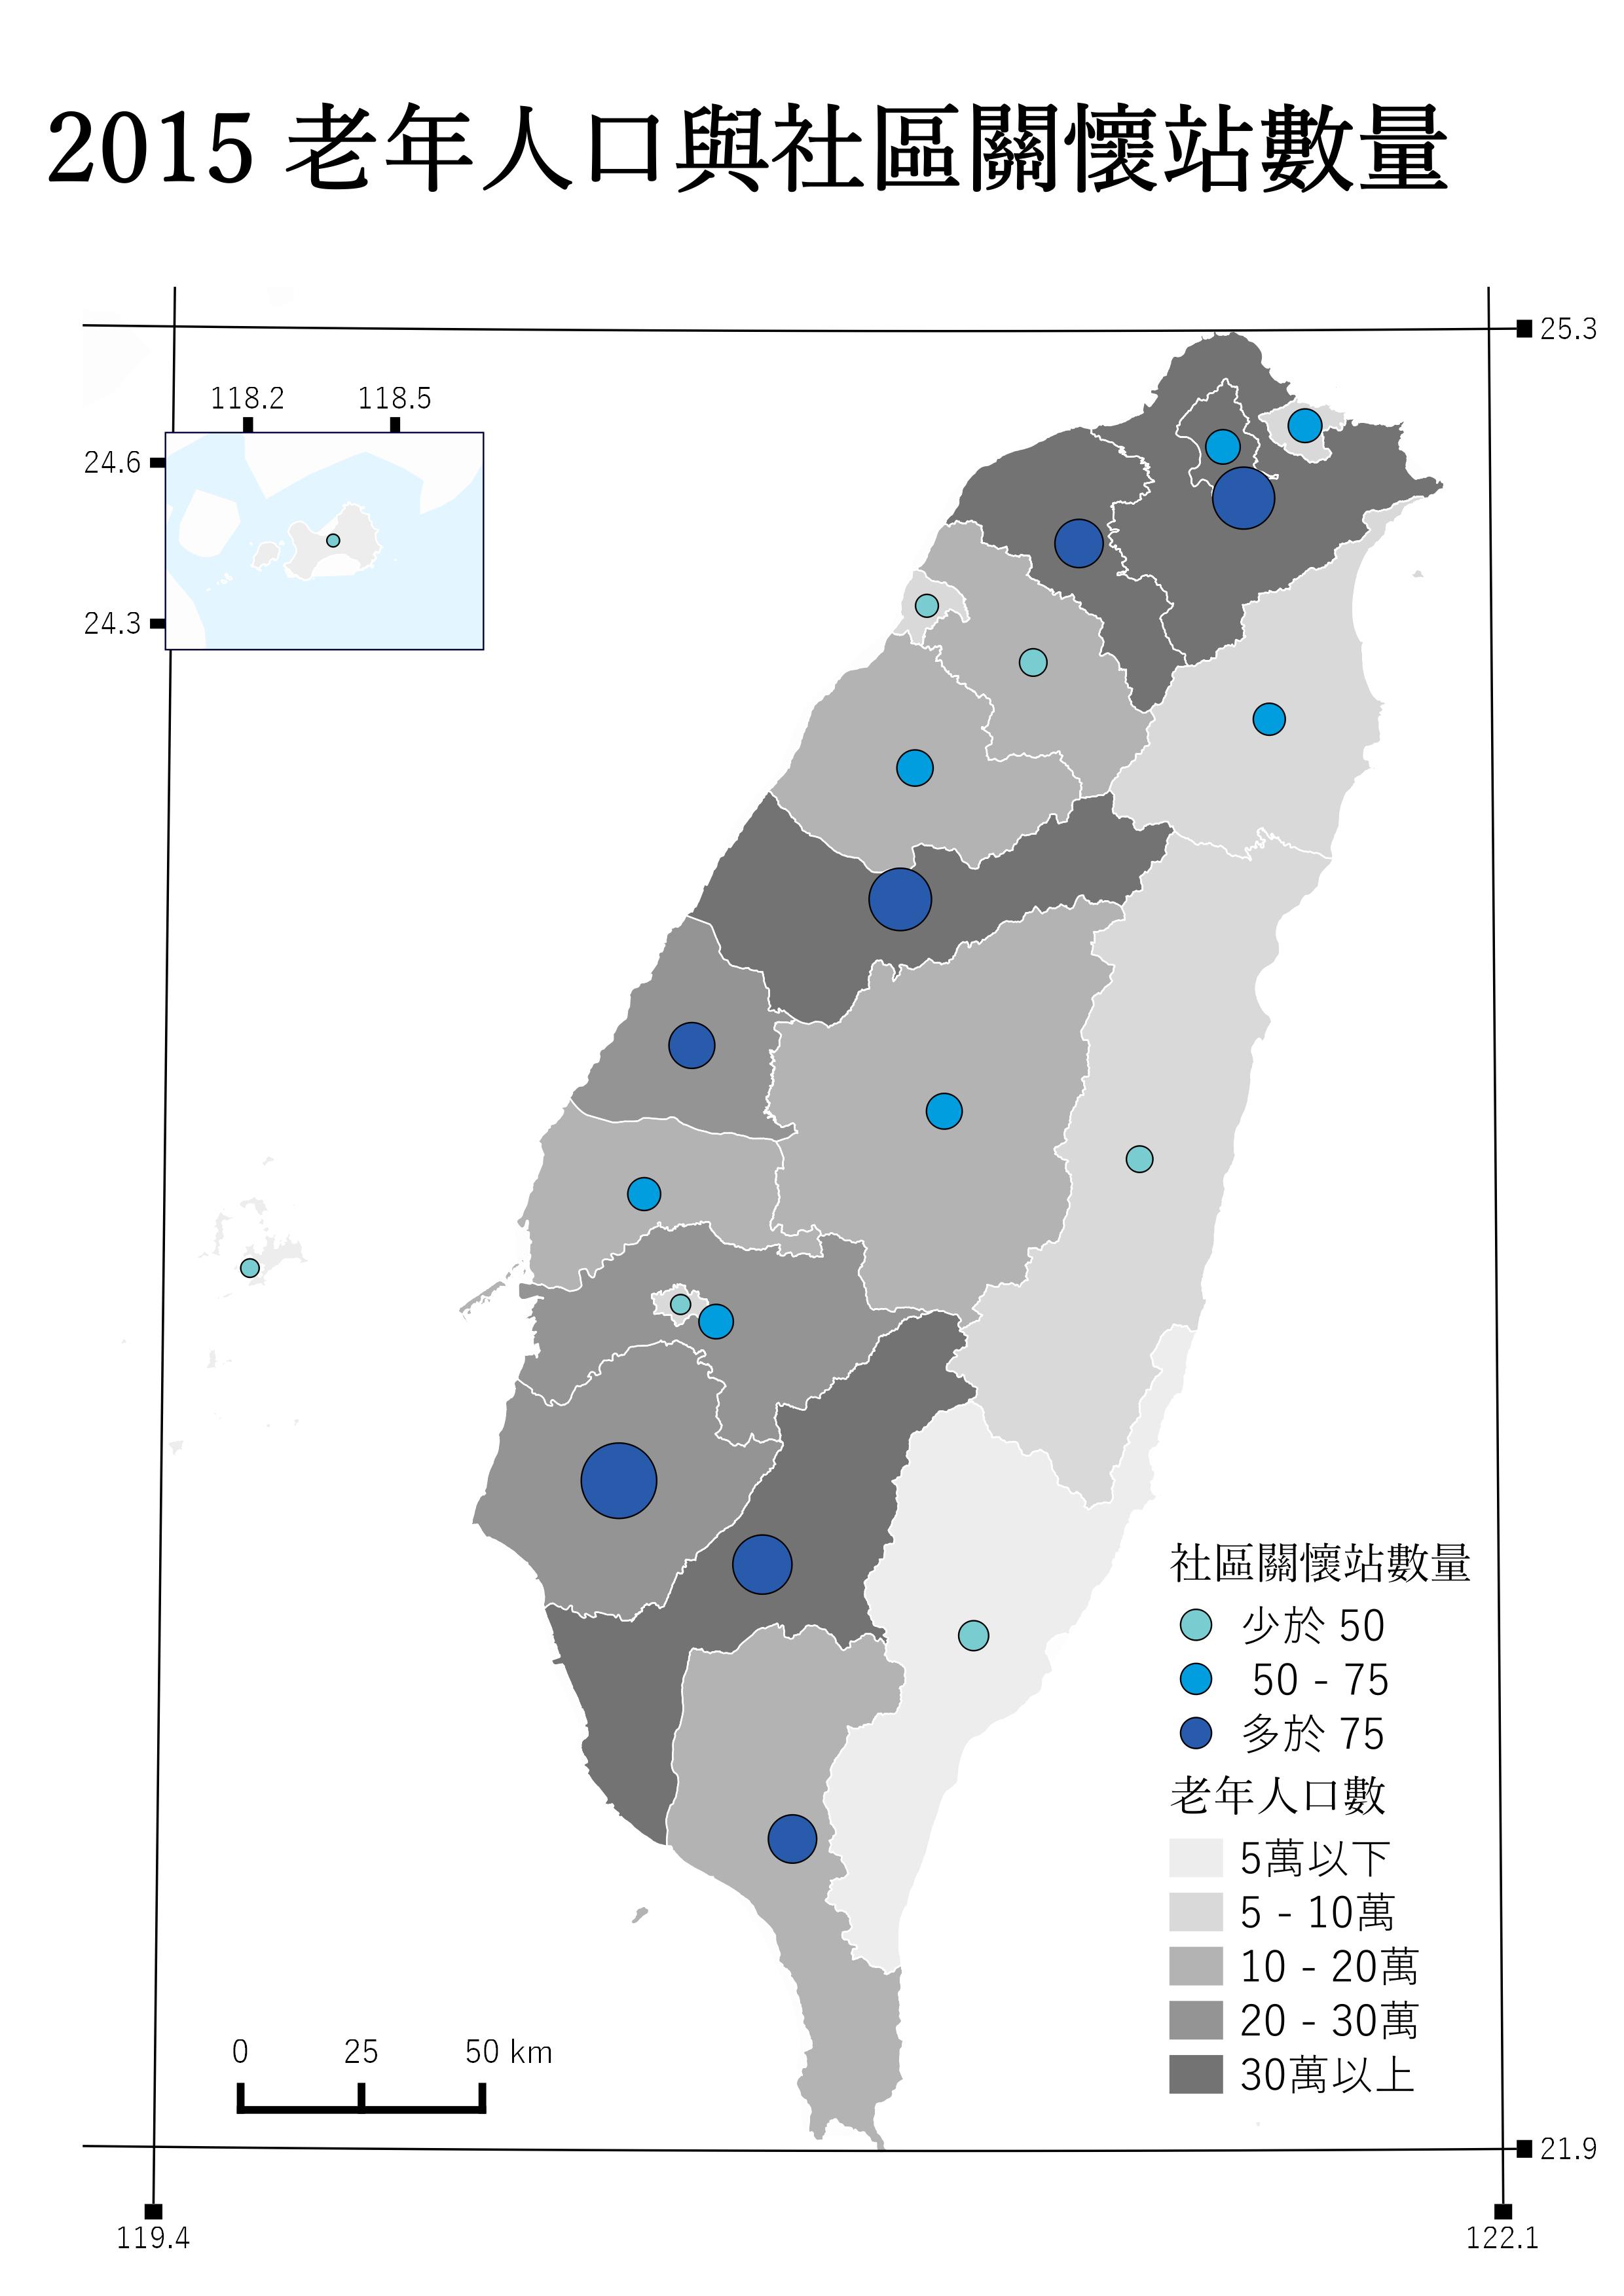 2015 老年人口與社區關懷站數量
25.3
118.2 118.5
24.6
24.3
社區關懷站數量
少於 50
50 - 75
多於 75
老年人口數
5萬以下
5 - 10萬
10 - 20萬
20 - 30萬
30萬以上
0 25 50 km
21.9
119.4 122.1